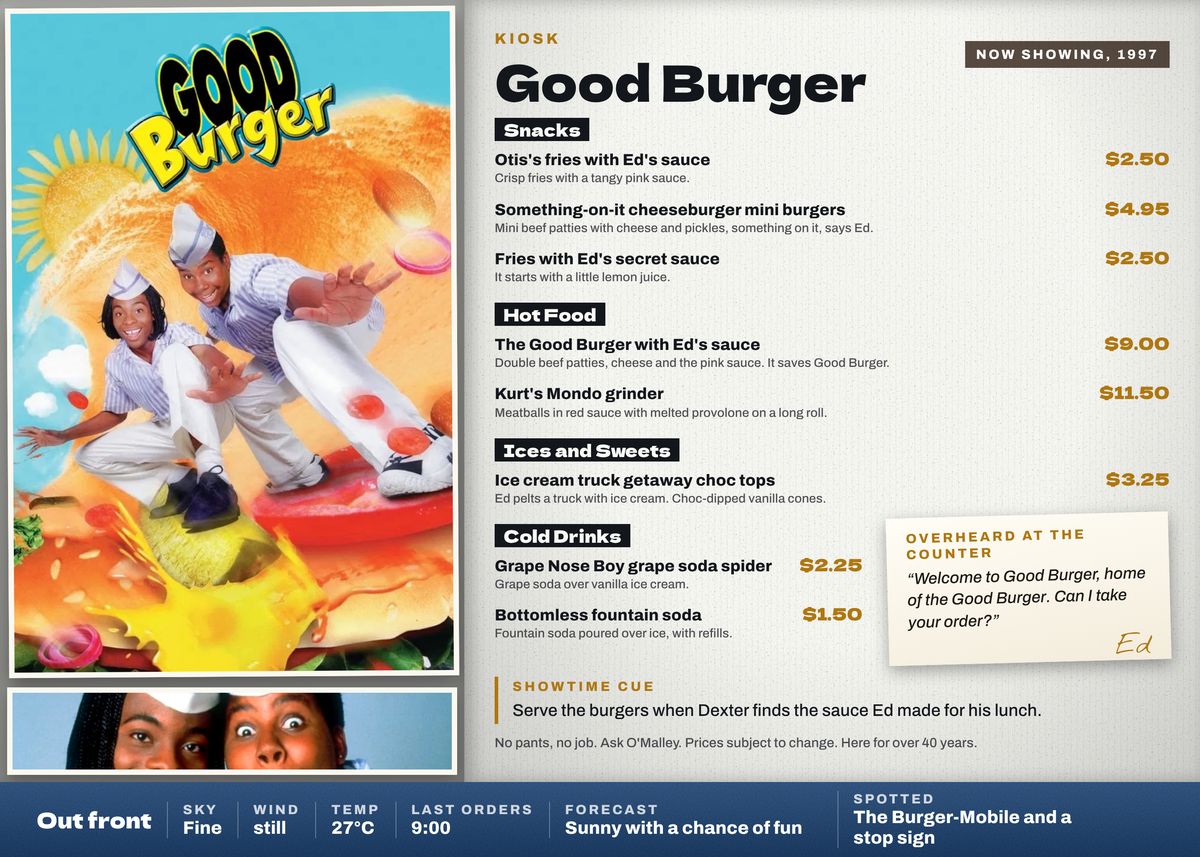 GOOD
Burger
KIOSK
NOW SHOWING, 1997
Good Burger
Snacks
Otis's fries with Ed's sauce $2.50
Crisp fries with a tangy pink sauce.
Something-on-it cheeseburger mini burgers $4.95
Mini beef patties with cheese and pickles, something on it, says Ed.
Fries with Ed's secret sauce $2.50
It starts with a little lemon juice.
Hot Food
The Good Burger with Ed's sauce $9.00
Double beef patties, cheese and the pink sauce. It saves Good Burger.
Kurt's Mondo grinder $11.50
Meatballs in red sauce with melted provolone on a long roll.
Ices and Sweets
Ice cream truck getaway choc tops $3.25
Ed pelts a truck with ice cream. Choc-dipped vanilla cones.
Cold Drinks
Grape Nose Boy grape soda spider $2.25
Grape soda over vanilla ice cream.
Bottomless fountain soda $1.50
Fountain soda poured over ice, with refills.
OVERHEARD AT THE
COUNTER
“Welcome to Good Burger, home
of the Good Burger. Can I take
your order?”
Ed
SHOWTIME CUE
Serve the burgers when Dexter finds the sauce Ed made for his lunch.
No pants, no job. Ask O'Malley. Prices subject to change. Here for over 40 years.
Out front
SKY
Fine
WIND
still
TEMP
27°C
LAST ORDERS
9:00
FORECAST
Sunny with a chance of fun
SPOTTED
The Burger-Mobile and a
stop sign